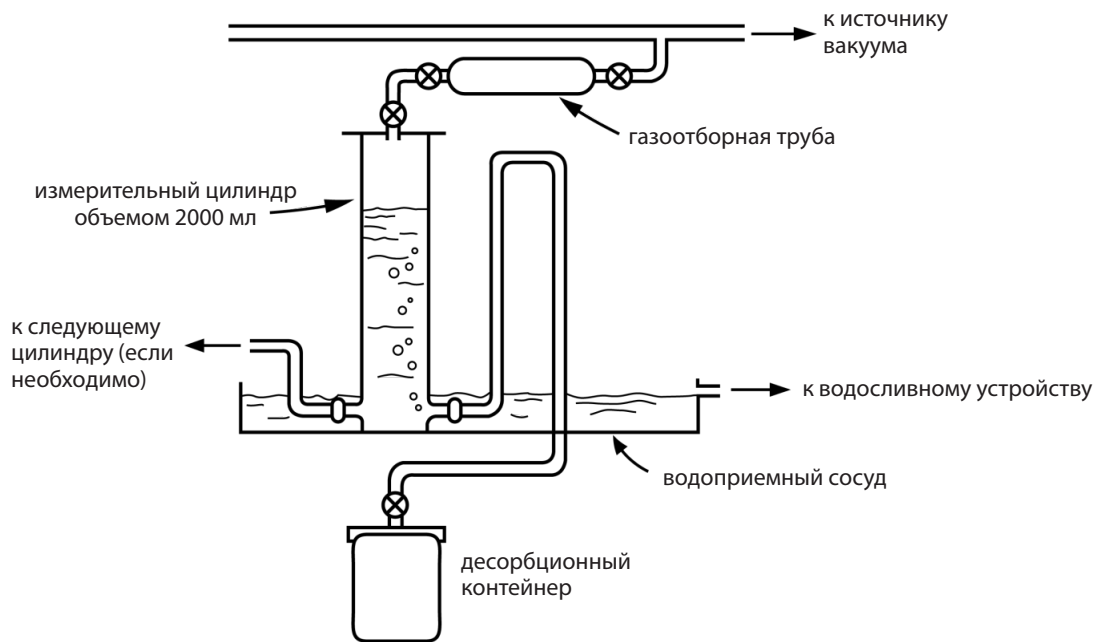 к источнику
вакуума
газоотборная труба
измерительный цилиндр
объемом 2000 мл
к следующему
цилиндру (если
необходимо)
к водосливному устройству
водоприемный сосуд
десорбционный
контейнер